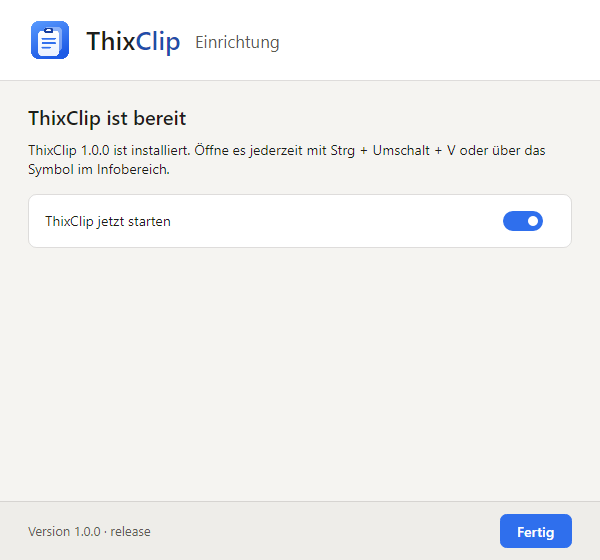 ThixClip Einrichtung
ThixClip ist bereit
ThixClip 1.0.0 ist installiert. Öffne es jederzeit mit Strg + Umschalt + V oder über das
Symbol im Infobereich.
ThixClip jetzt starten
Version 1.0.0 · release
Fertig